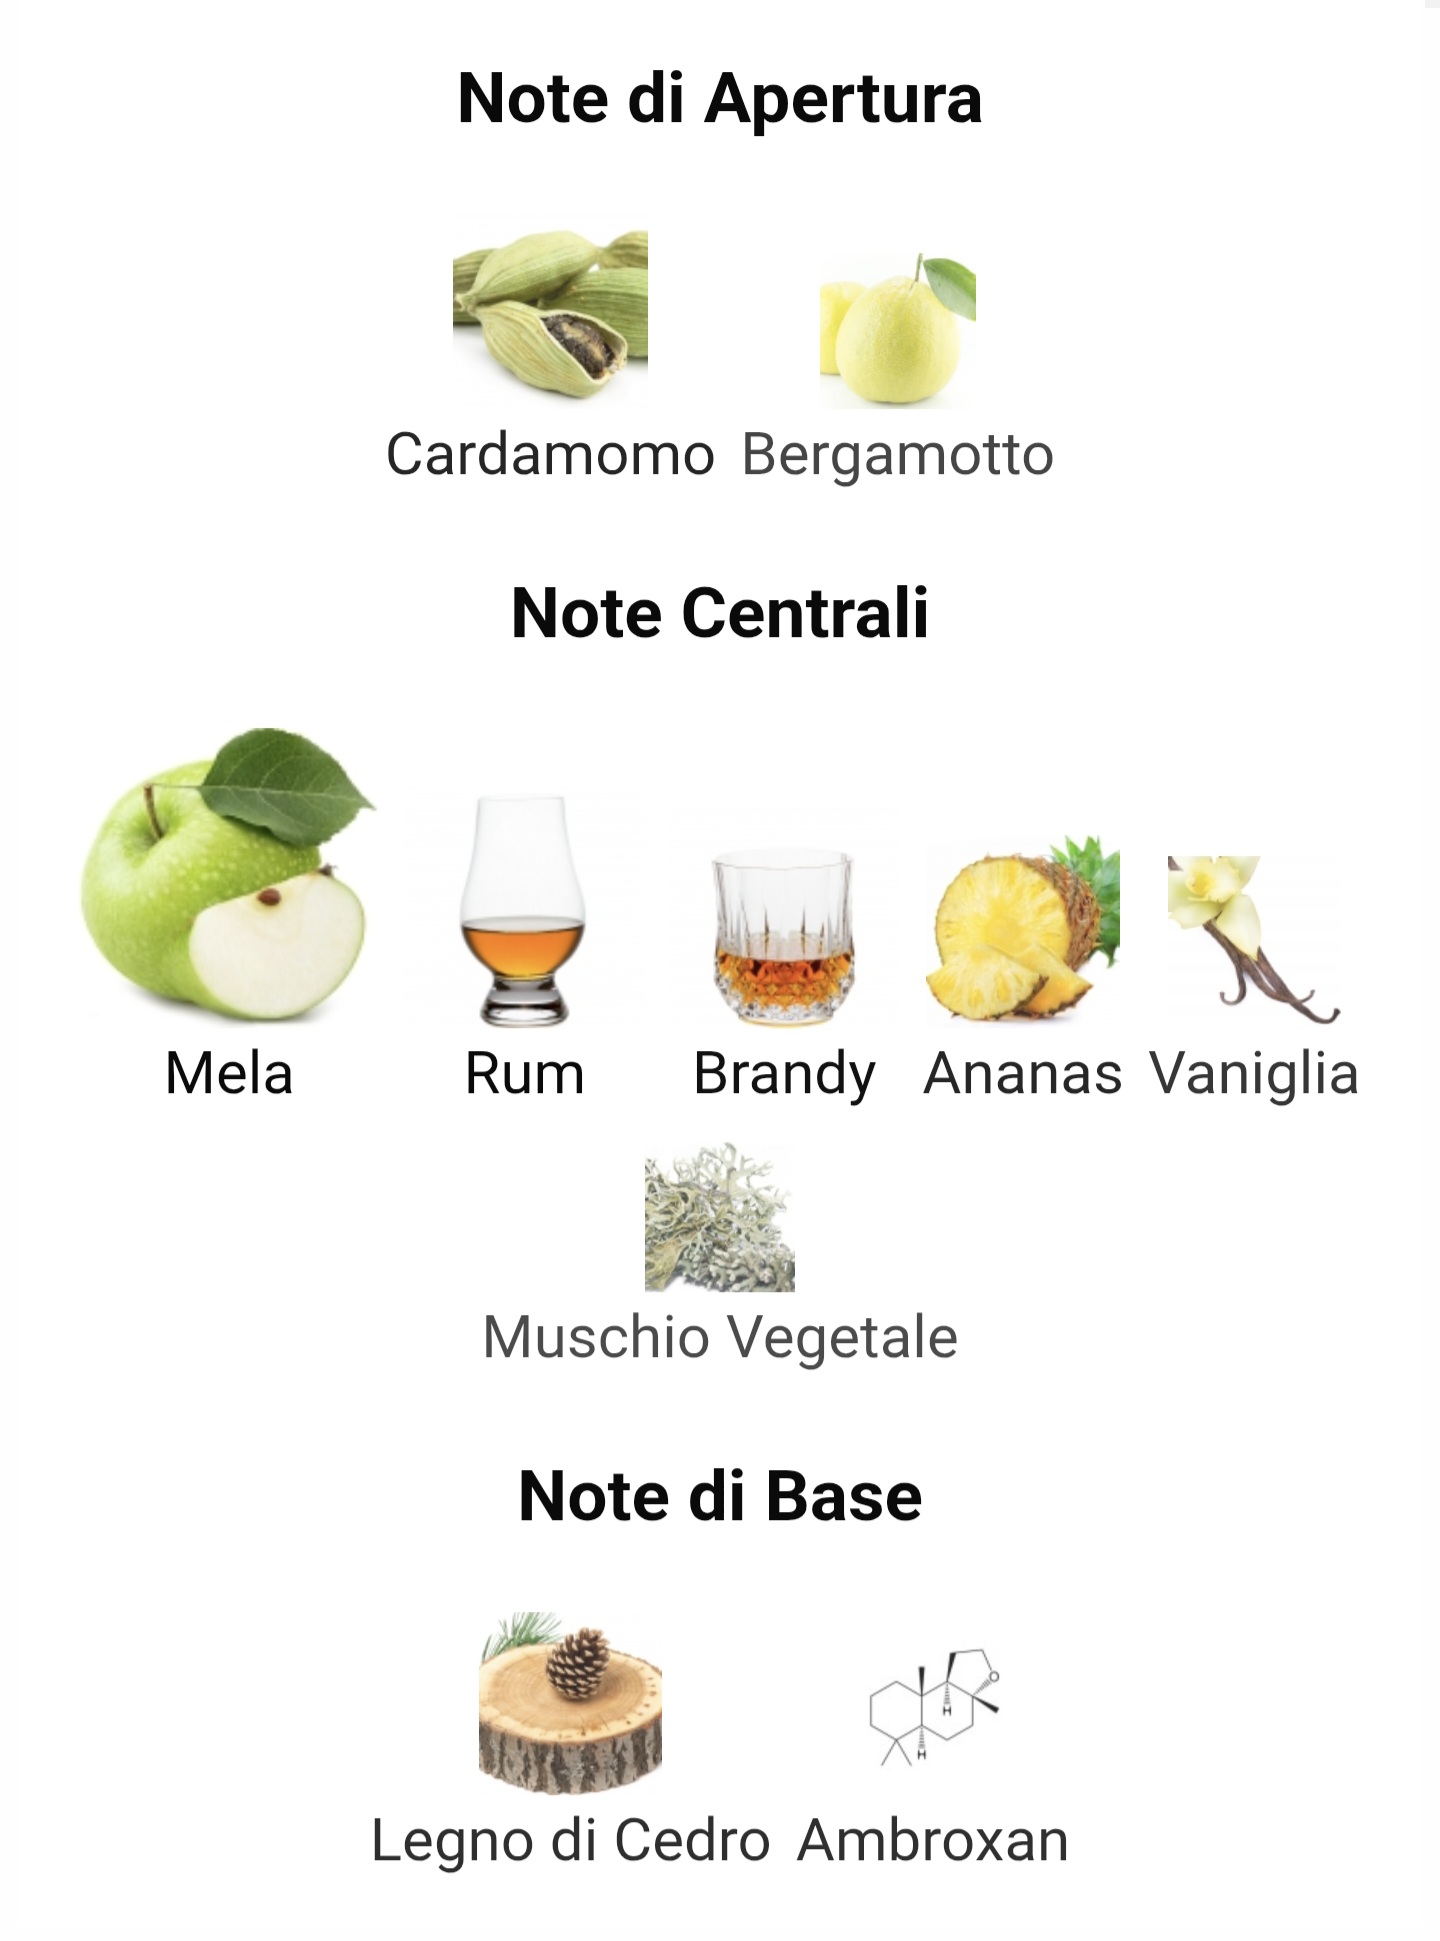 Note di Apertura
Cardamomo Bergamotto
Note Centrali
Mela Rum Brandy Ananas Vaniglia
Muschio Vegetale
Note di Base
O
H
H
Legno di Cedro Ambroxan